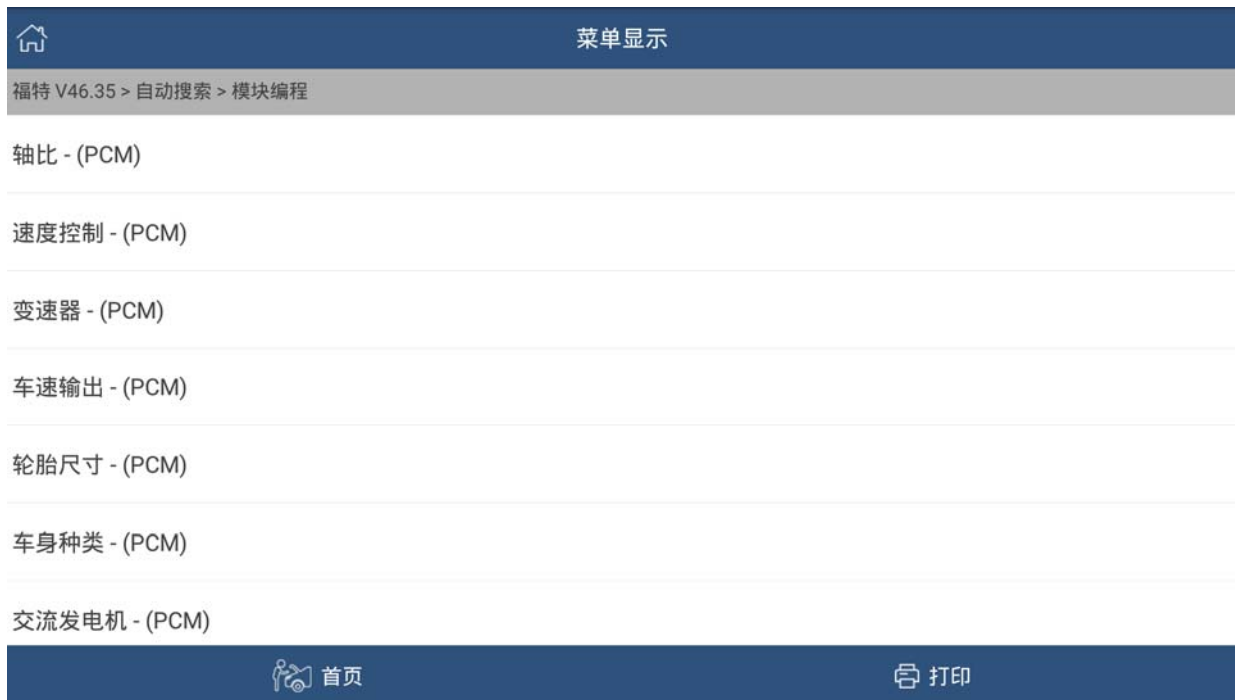 菜单显示
福特 V46.35 > 自动搜索 > 模块编程
轴比 - (PCM)
速度控制 - (PCM)
变速器 - (PCM)
车速输出 - (PCM)
轮胎尺寸 - (PCM)
车身种类 - (PCM)
交流发电机 - (PCM)
首页
打印